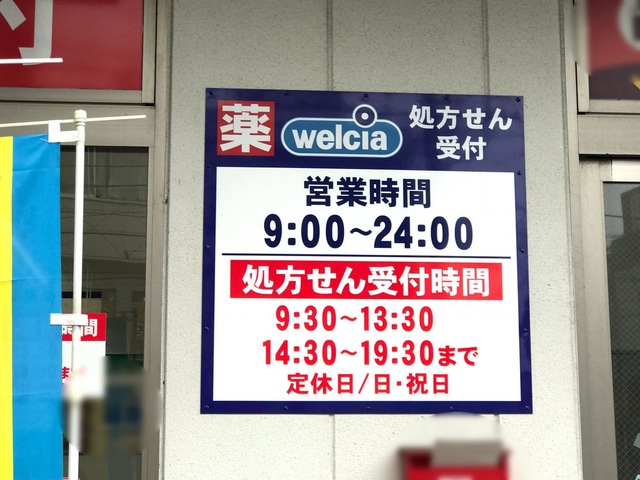 薬 welcia 処方せん
受付
営業時間
9:00~24:00
処方せん受付時間
9:30~13:30
14:30~19:30まで
定休日/日・祝日